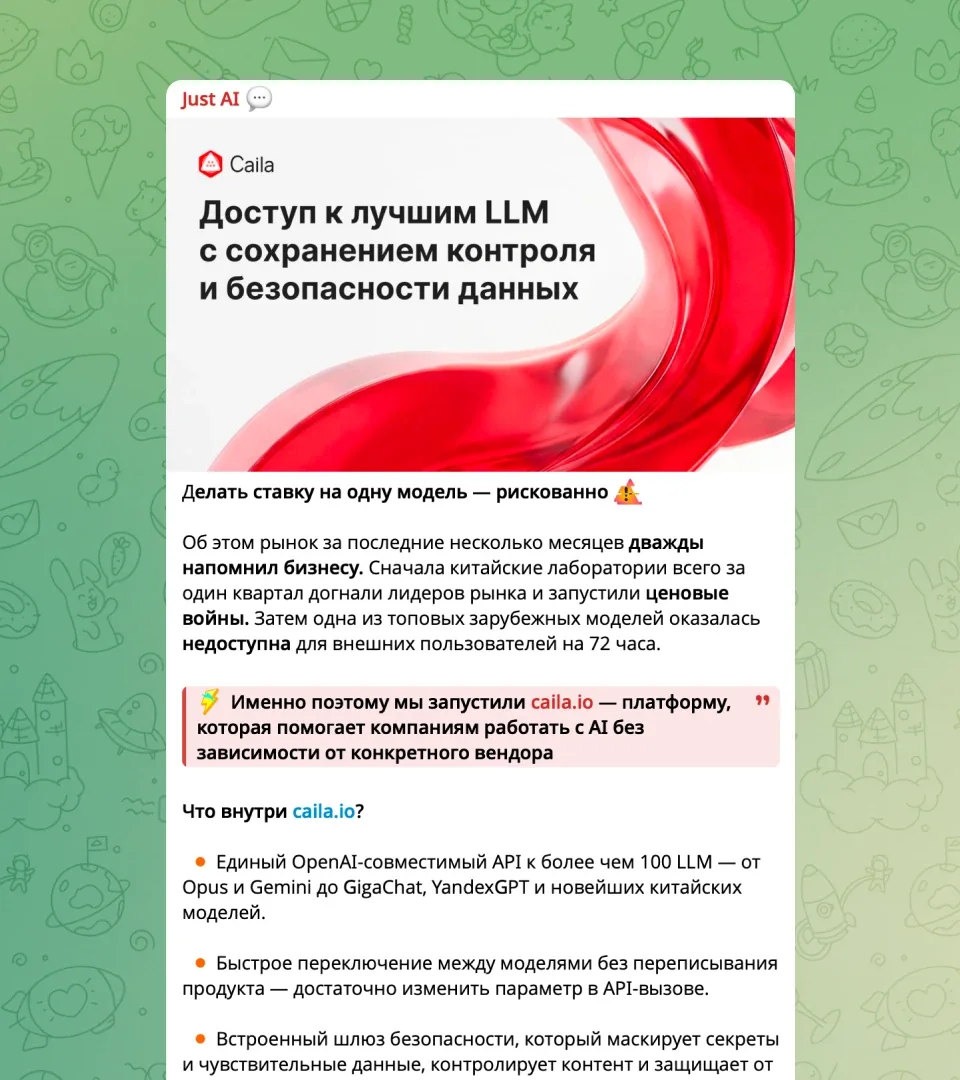 Just AI
Caila
Доступ к лучшим LLM
с сохранением контроля
и безопасности данных
Делать ставку на одну модель — рискованно
Об этом рынок за последние несколько месяцев дважды
напомнил бизнесу. Сначала китайские лаборатории всего за
один квартал догнали лидеров рынка и запустили ценовые
войны. Затем одна из топовых зарубежных моделей оказалась
недоступна для внешних пользователей на 72 часа.
Именно поэтому мы запустили caila.io — платформу,
которая помогает компаниям работать с AI без
зависимости от конкретного вендора
Что внутри caila.io?
Единый OpenAI-совместимый API к более чем 100 LLM — от
Opus и Gemini до GigaChat, YandexGPT и новейших китайских
моделей.
Быстрое переключение между моделями без переписывания
продукта — достаточно изменить параметр в API-вызове.
Встроенный шлюз безопасности, который маскирует секреты
и чувствительные данные, контролирует контент и защищает от